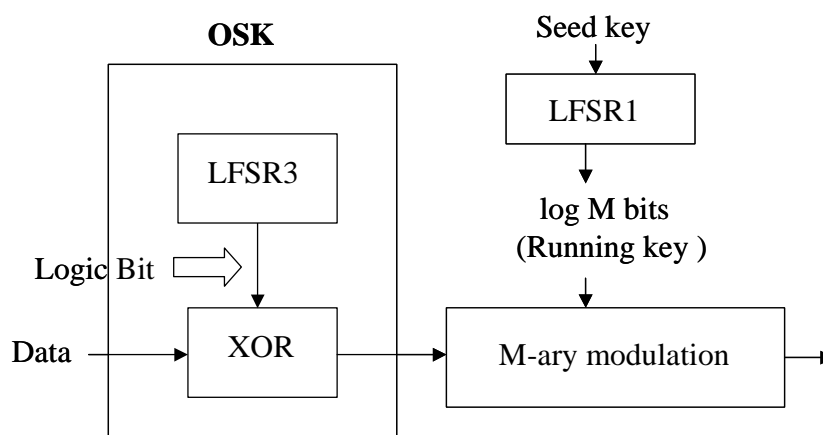 OSK
Seed key
LFSR1
LFSR3
log M bits
(Running key )
Logic Bit
Data
XOR
M-ary modulation